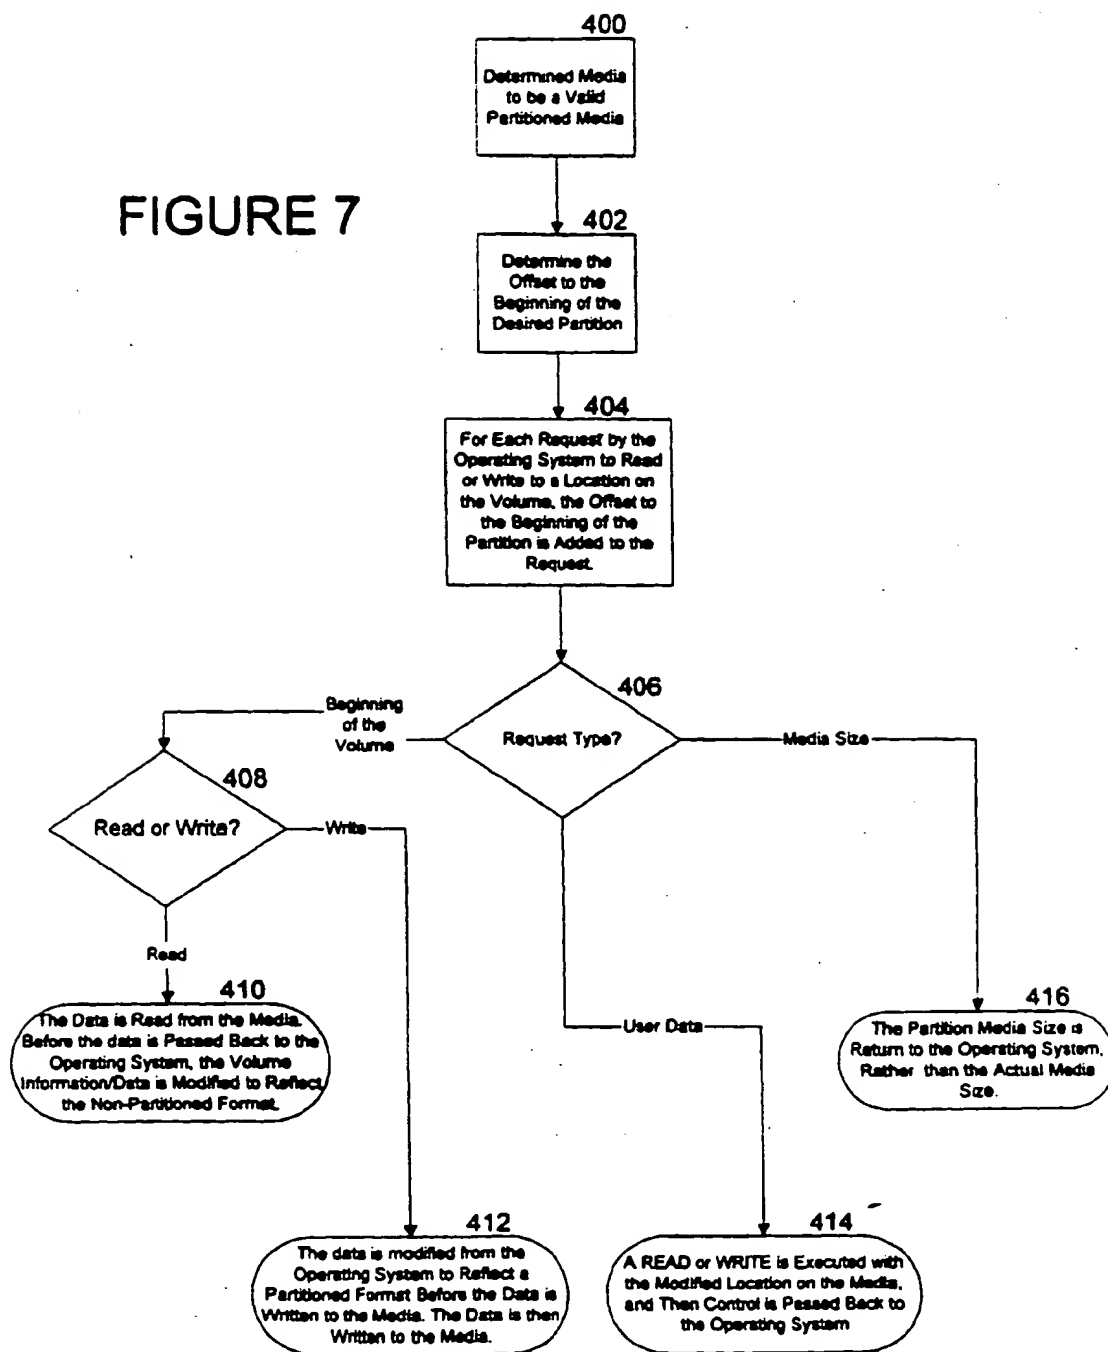 400
Determined Media
to be a Valid
Partitioned Media
FIGURE 7
402
Determine the
Offset to the
Beginning of the
Desired Partition
404
For Each Request by the
Operating System to Read
or Write to a Location on
the Volume, the Offset to
the Beginning of the
Partition is Added to the
Request.
406
Request Type?
Beginning
of the
Volume
Media Size
408
Read or Write?
Write
Read
User Data
410
The Data is Read from the Media.
Before the data is Passed Back to the
Operating System, the Volume
Information/Data is Modified to Reflect
the Non-Partitioned Format.
416
The Partition Media Size is
Return to the Operating System,
Rather than the Actual Media
Size.
412
The data is modified from the
Operating System to Reflect a
Partitioned Format Before the Data is
Written to the Media. The Data is then
Written to the Media.
414
A READ or WRITE is Executed with
the Modified Location on the Media,
and Then Control is Passed Back to
the Operating System